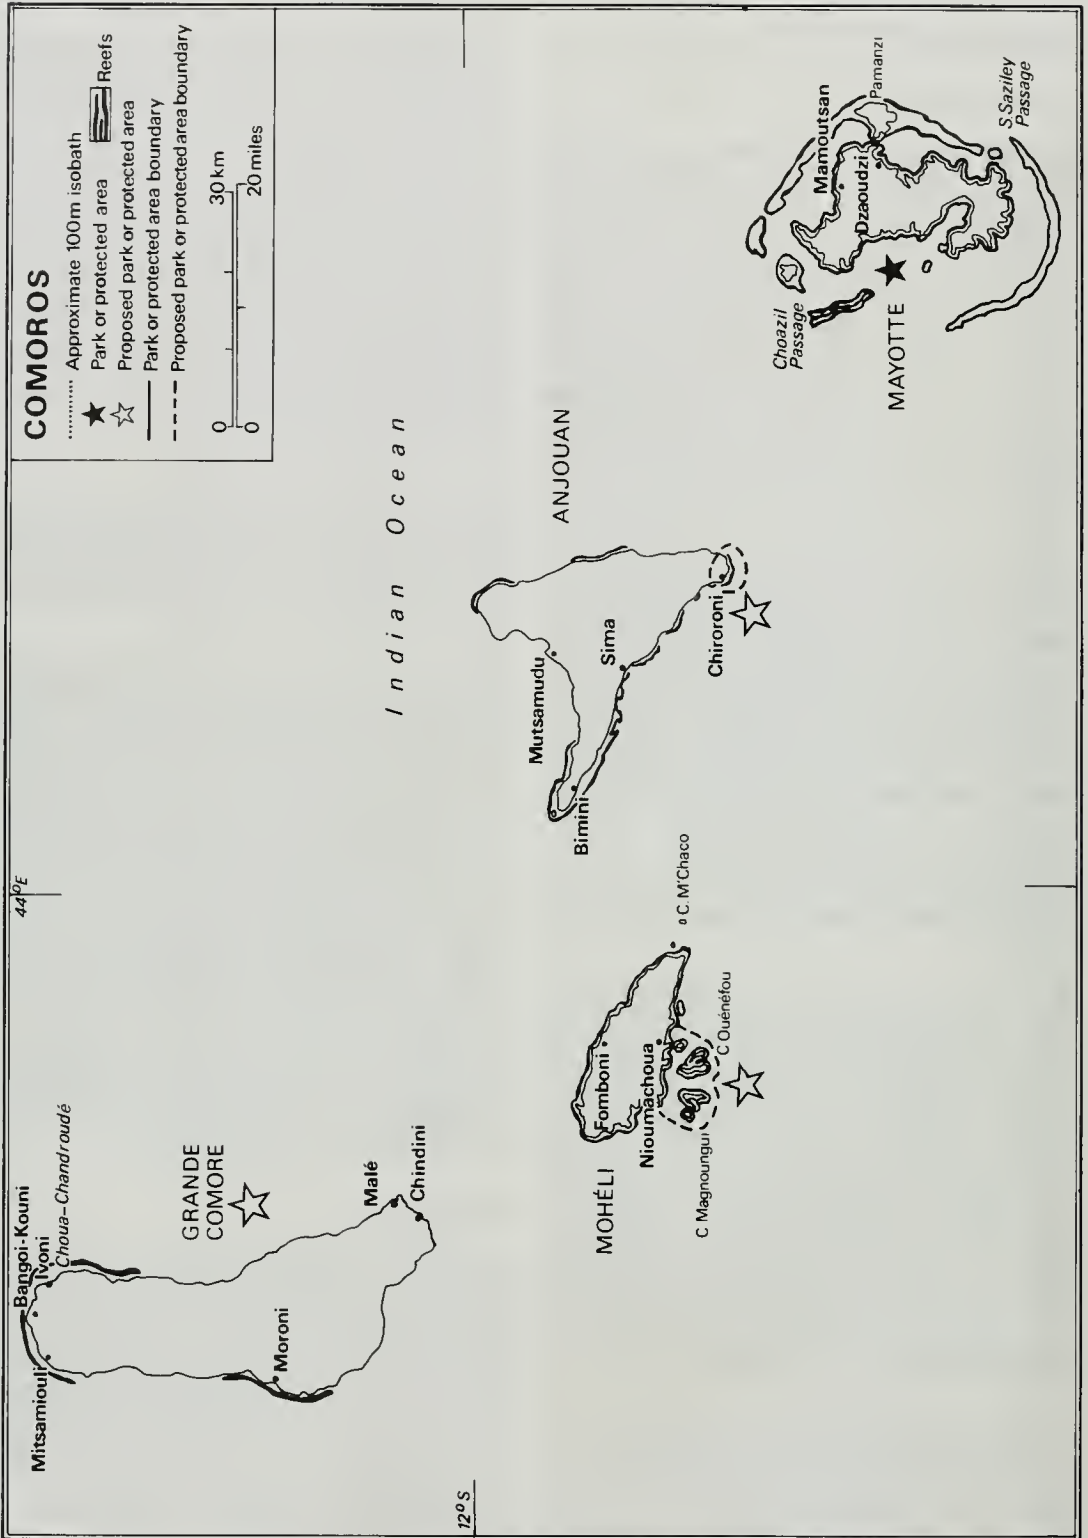 COMOROS
Approximate 100m isobath
Park or protected area
Reefs
Proposed park or protected area
Park or protected area boundary
Proposed park or protected area boundary
0
30 km
0
20 miles
44°E
12°S
Indian Ocean
Bangoi-Kouni
Ivoni
Choua-Chandroudé
Mitsamiouli
GRANDE
COMORE
Moroni
Malé
Chindini
MOHÉLI
Fomboni
Nioumachoua
C. M'Chaco
C Ouénéfou
C Magnoungui
ANJOUAN
Mutsamudu
Sima
Bimini
Chiroroni
MAYOTTE
Choazil
Passage
Mamoutsan
Dzaoudzi
Pamanzi
S.Saziley
Passage